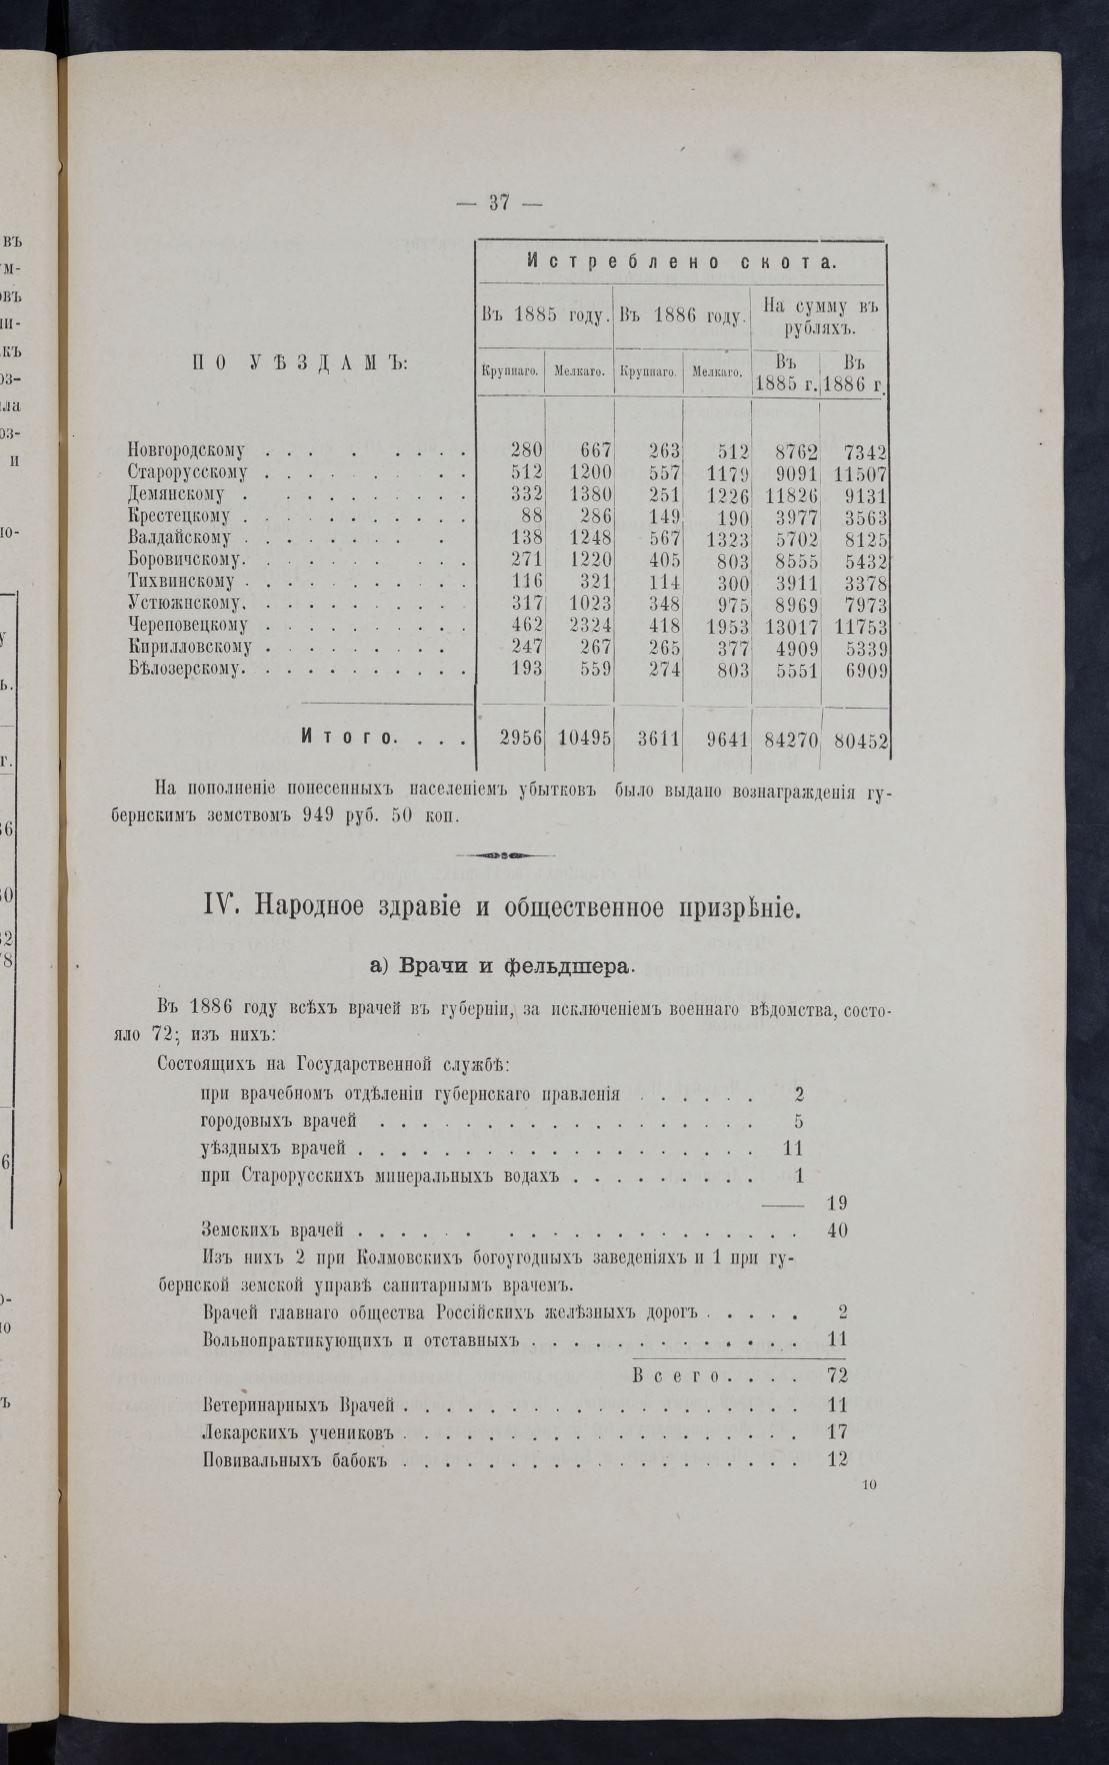 — 37 —
Истреблено скота.
ПО УѢЗДАМЪ:
Въ 1885 году. Въ 1886 году. На сумму въ рубляхъ.
Крупнаго. Мелкаго. Крупнаго. Мелкаго. Въ 1885 г. Въ 1886 г.
Новгородскому . . . . . . . . 280 667 263 512 8762 7342
Старорусскому . . . . . . . . 512 1200 557 1179 9091 11507
Демянскому . . . . . . . . . . 332 1380 251 1226 11826 9131
Крестецкому . . . . . . . . . . . 88 286 149 190 3977 3563
Валдайскому . . . . . . . . . 138 1248 567 1323 5702 8125
Боровичскому. . . . . . . . . . . 271 1220 405 803 8555 5432
Тихвинскому . . . . . . . . . . . 116 321 114 300 3911 3378
Устюжнскому. . . . . . . . . . 317 1023 348 975 8969 7973
Череповецкому . . . . . . . . . . 462 2324 418 1953 13017 11753
Кирилловскому . . . . . . . . . 247 267 265 377 4909 5339
Бѣлозерскому. . . . . . . . . . . 193 559 274 803 5551 6909
Итого. . . . 2956 10495 3611 9641 84270 80452
На пополненіе понесенныхъ населеніемъ убытковъ было выдано вознагражденія гу-
бернскимъ земствомъ 949 руб. 50 коп.
IV. Народное здравіе и общественное призрѣніе.
а) Врачи и фельдшера.
Въ 1886 году всѣхъ врачей въ губерніи, за исключеніемъ военнаго вѣдомства, состо-
яло 72; изъ нихъ:
Состоящихъ на Государственной службѣ:
при врачебномъ отдѣленіи губернскаго правленія . . . . . . 2
городовыхъ врачей . . . . . . . . . . . . . . . . . . 5
уѣздныхъ врачей . . . . . . . . . . . . . . . . . . . 11
при Старорусскихъ минеральныхъ водахъ . . . . . . . . . 1
—— 19
Земскихъ врачей . . . . . . . . . . . . . . . . . . . . 40
Изъ нихъ 2 при Колмовскихъ богоугодныхъ заведеніяхъ и 1 при гу-
бернской земской управѣ санитарнымъ врачемъ.
Врачей главнаго общества Россійскихъ желѣзныхъ дорогъ . . . . . 2
Вольнопрактикующихъ и отставныхъ . . . . . . . . . . . . . 11
Всего. . . . 72
Ветеринарныхъ Врачей . . . . . . . . . . . . . . . . . . . 11
Лекарскихъ учениковъ . . . . . . . . . . . . . . . . . . . 17
Повивальныхъ бабокъ . . . . . . . . . . . . . . . . . . . 12
10